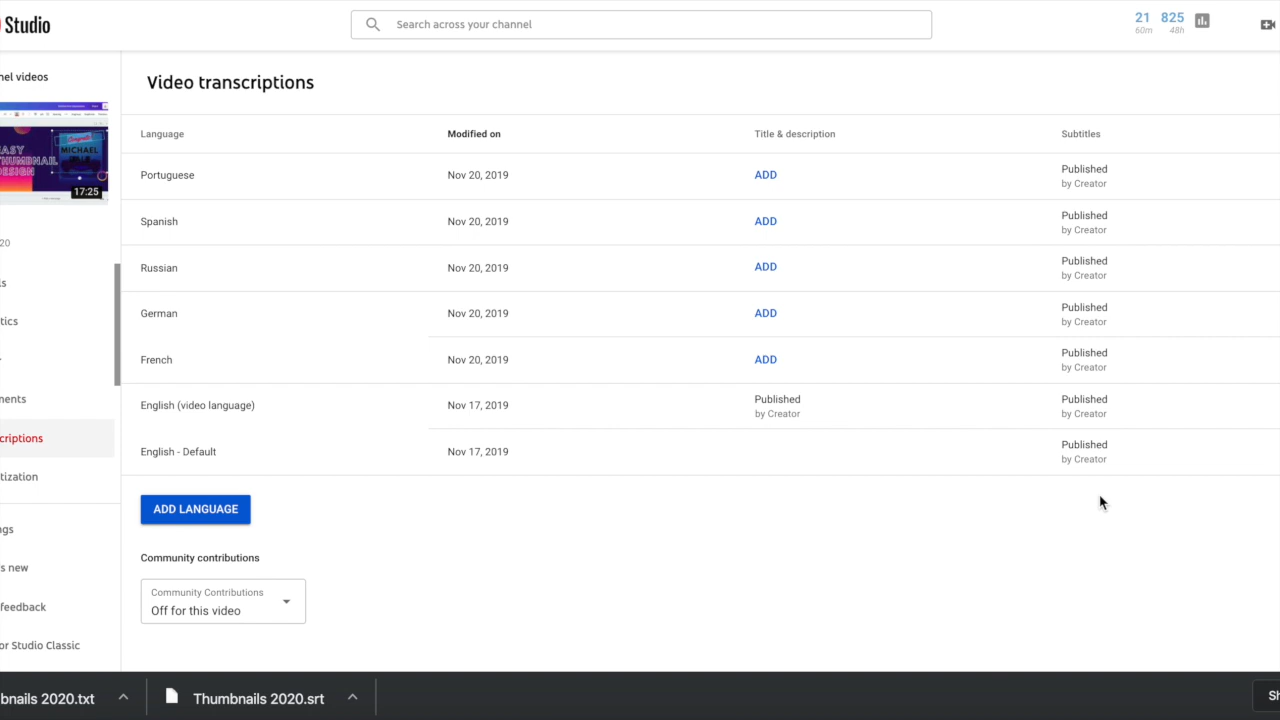 Studio
Search across your channel
21 825
60m 48h
nel videos
EASY
THUMBNAIL
DESIGN
MICHAEL
17:25
20
ls
tics
ments
criptions
tization
ngs
s new
feedback
or Studio Classic
Video transcriptions
Language Modified on Title & description Subtitles
Portuguese Nov 20, 2019 ADD Published
by Creator
Spanish Nov 20, 2019 ADD Published
by Creator
Russian Nov 20, 2019 ADD Published
by Creator
German Nov 20, 2019 ADD Published
by Creator
French Nov 20, 2019 ADD Published
by Creator
English (video language) Nov 17, 2019 Published Published
by Creator by Creator
English - Default Nov 17, 2019 Published
by Creator
ADD LANGUAGE
Community contributions
Community Contributions
Off for this video
bnails 2020.txt Thumbnails 2020.srt Sh